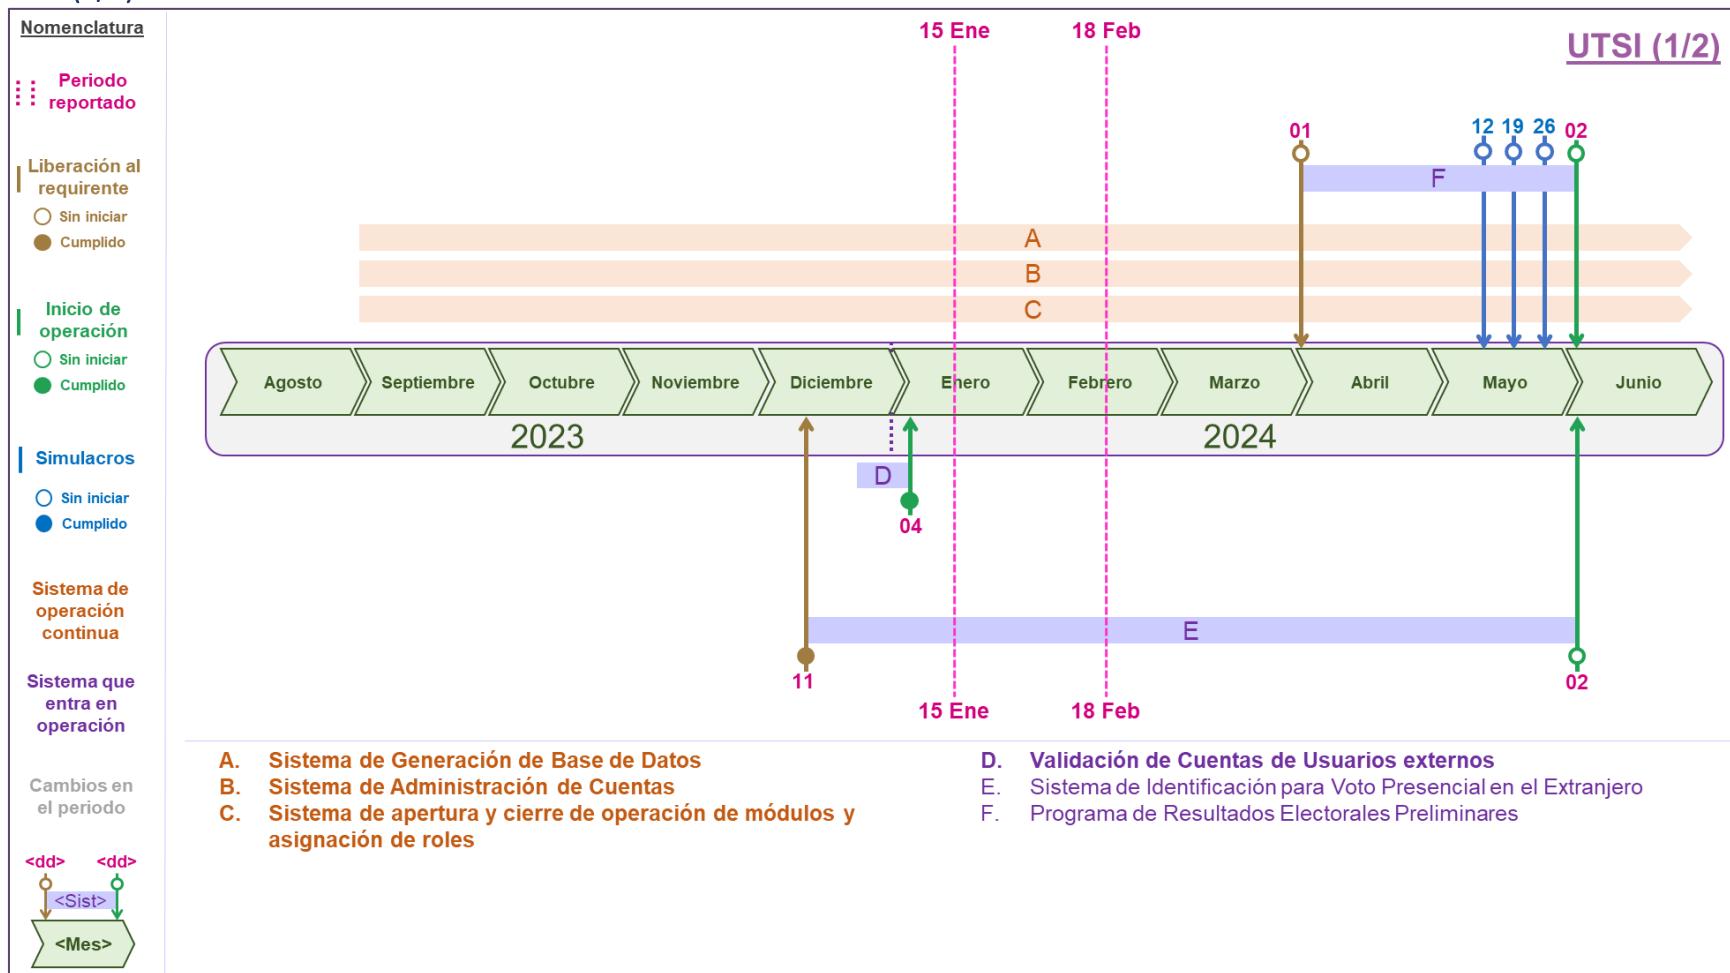 Nomenclatura
Periodo
reportado
Liberación al
requirente
Sin iniciar
Cumplido
Inicio de
operación
Sin iniciar
Cumplido
Simulacros
Sin iniciar
Cumplido
Sistema de
operación
continua
Sistema que
entra en
operación
Cambios en
el periodo
<dd> <dd>
<Sist>
<Mes>
15 Ene 18 Feb
UTSI (1/2)
01 12 19 26 02
F
A
B
C
Agosto Septiembre Octubre Noviembre Diciembre Enero Febrero Marzo Abril Mayo Junio
2023 2024
D
04
E
11 02
15 Ene 18 Feb
A. Sistema de Generación de Base de Datos
B. Sistema de Administración de Cuentas
C. Sistema de apertura y cierre de operación de módulos y
asignación de roles
D. Validación de Cuentas de Usuarios externos
E. Sistema de Identificación para Voto Presencial en el Extranjero
F. Programa de Resultados Electorales Preliminares